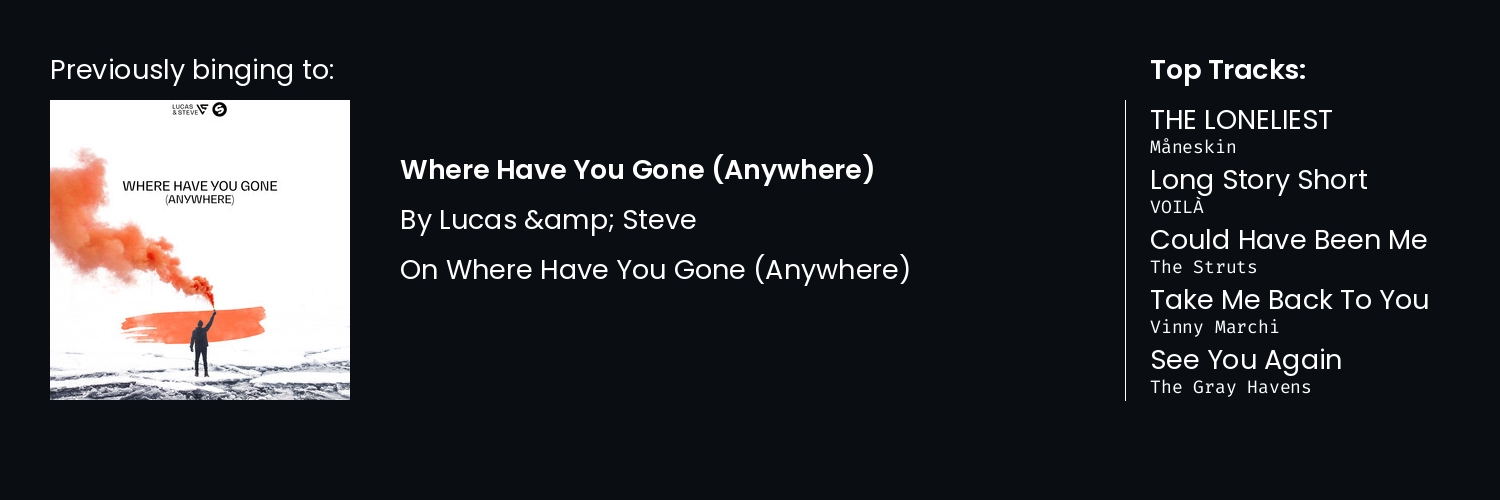 Previously binging to:
LUCAS
& STEVE
WHERE HAVE YOU GONE
(ANYWHERE)
Where Have You Gone (Anywhere)
By Lucas &amp; Steve
On Where Have You Gone (Anywhere)
Top Tracks:
THE LONELIEST
Måneskin
Long Story Short
VOILÀ
Could Have Been Me
The Struts
Take Me Back To You
Vinny Marchi
See You Again
The Gray Havens